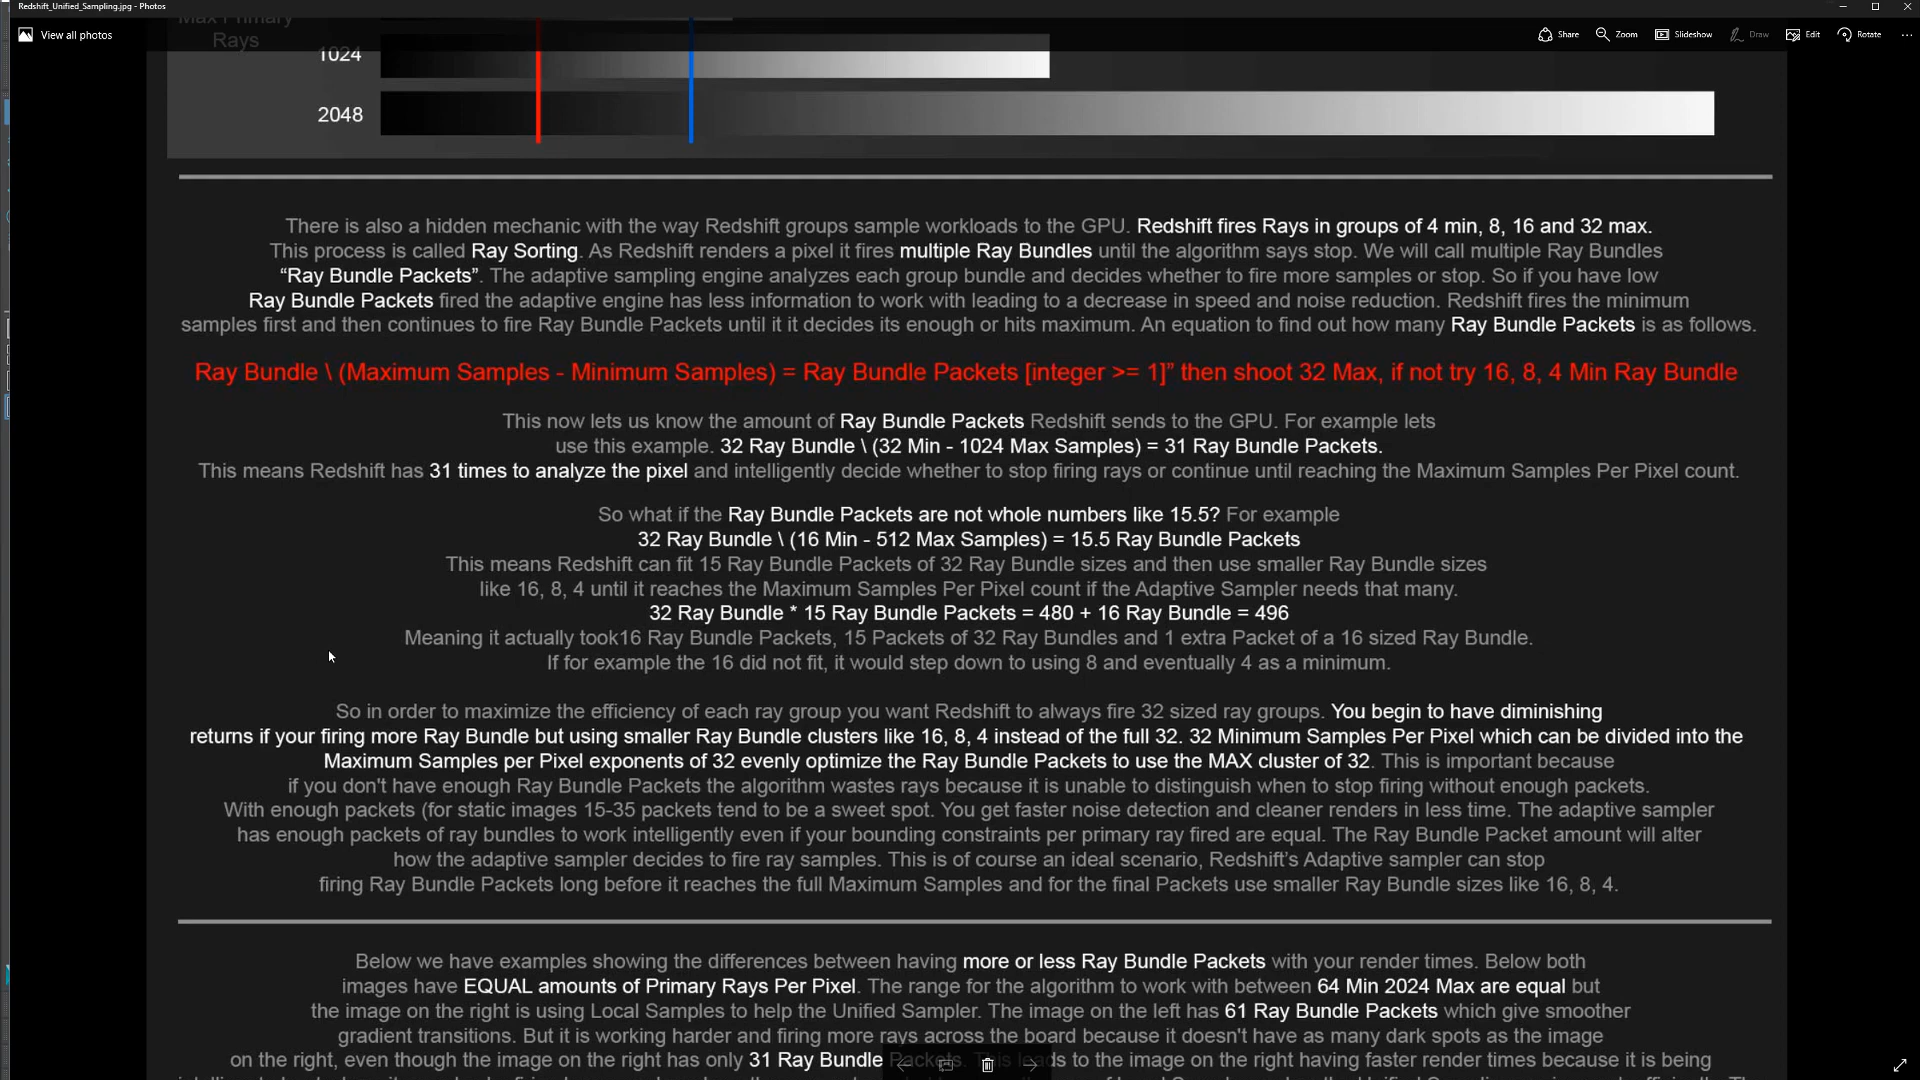 Redshift_Unified_Sampling.jpg - Photos
View all photos
Share
Zoom
Slideshow
Draw
Edit
Rotate
Max Primary
Rays
1024
2048
There is also a hidden mechanic with the way Redshift groups sample workloads to the GPU. Redshift fires Rays in groups of 4 min, 8, 16 and 32 max.
This process is called Ray Sorting. As Redshift renders a pixel it fires multiple Ray Bundles until the algorithm says stop. We will call multiple Ray Bundles
“Ray Bundle Packets”. The adaptive sampling engine analyzes each group bundle and decides whether to fire more samples or stop. So if you have low
Ray Bundle Packets fired the adaptive engine has less information to work with leading to a decrease in speed and noise reduction. Redshift fires the minimum
samples first and then continues to fire Ray Bundle Packets until it it decides its enough or hits maximum. An equation to find out how many Ray Bundle Packets is as follows.
Ray Bundle \ (Maximum Samples - Minimum Samples) = Ray Bundle Packets [integer >= 1]” then shoot 32 Max, if not try 16, 8, 4 Min Ray Bundle
This now lets us know the amount of Ray Bundle Packets Redshift sends to the GPU. For example lets
use this example. 32 Ray Bundle \ (32 Min - 1024 Max Samples) = 31 Ray Bundle Packets.
This means Redshift has 31 times to analyze the pixel and intelligently decide whether to stop firing rays or continue until reaching the Maximum Samples Per Pixel count.
So what if the Ray Bundle Packets are not whole numbers like 15.5? For example
32 Ray Bundle \ (16 Min - 512 Max Samples) = 15.5 Ray Bundle Packets
This means Redshift can fit 15 Ray Bundle Packets of 32 Ray Bundle sizes and then use smaller Ray Bundle sizes
like 16, 8, 4 until it reaches the Maximum Samples Per Pixel count if the Adaptive Sampler needs that many.
32 Ray Bundle * 15 Ray Bundle Packets = 480 + 16 Ray Bundle = 496
Meaning it actually took16 Ray Bundle Packets, 15 Packets of 32 Ray Bundles and 1 extra Packet of a 16 sized Ray Bundle.
If for example the 16 did not fit, it would step down to using 8 and eventually 4 as a minimum.
So in order to maximize the efficiency of each ray group you want Redshift to always fire 32 sized ray groups. You begin to have diminishing
returns if your firing more Ray Bundle but using smaller Ray Bundle clusters like 16, 8, 4 instead of the full 32. 32 Minimum Samples Per Pixel which can be divided into the
Maximum Samples per Pixel exponents of 32 evenly optimize the Ray Bundle Packets to use the MAX cluster of 32. This is important because
if you don't have enough Ray Bundle Packets the algorithm wastes rays because it is unable to distinguish when to stop firing without enough packets.
With enough packets (for static images 15-35 packets tend to be a sweet spot. You get faster noise detection and cleaner renders in less time. The adaptive sampler
has enough packets of ray bundles to work intelligently even if your bounding constraints per primary ray fired are equal. The Ray Bundle Packet amount will alter
how the adaptive sampler decides to fire ray samples. This is of course an ideal scenario, Redshift's Adaptive sampler can stop
firing Ray Bundle Packets long before it reaches the full Maximum Samples and for the final Packets use smaller Ray Bundle sizes like 16, 8, 4.
Below we have examples showing the differences between having more or less Ray Bundle Packets with your render times. Below both
images have EQUAL amounts of Primary Rays Per Pixel. The range for the algorithm to work with between 64 Min 2024 Max are equal but
the image on the right is using Local Samples to help the Unified Sampler. The image on the left has 61 Ray Bundle Packets which give smoother
gradient transitions. But it is working harder and firing more rays across the board because it doesn't have as many dark spots as the image
on the right, even though the image on the right has only 31 Ray Bundle Packets. This leads to the image on the right having faster render times because it is being